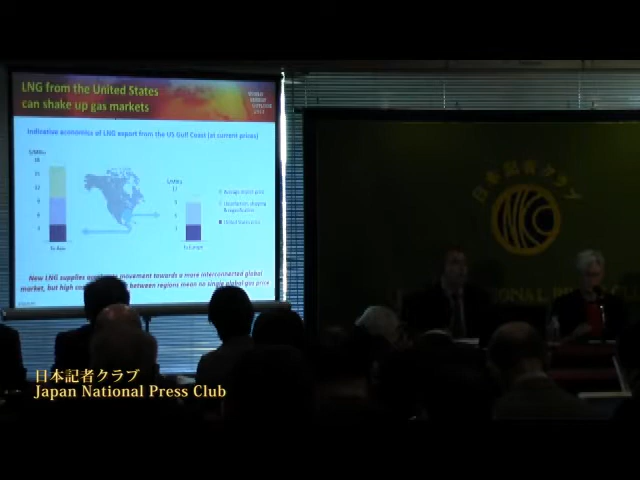 LNG from the United States
can shake up gas markets
WORLD
ENERGY
OUTLOOK
Indicative economics of LNG export from the US Gulf Coast (at current prices)
$/MBtu
18
15
12
9
6
3
To Asia
$/MBtu
12
9
6
3
To Europe
Average import price
Liquefaction, shipping
& regasification
United States price
New LNG supplies movement towards a more interconnected global
market, but high between regions mean no single global gas price
日本記者クラブ
NKC
NATIONAL PRESS CLU
日本記者クラブ
Japan National Press Club